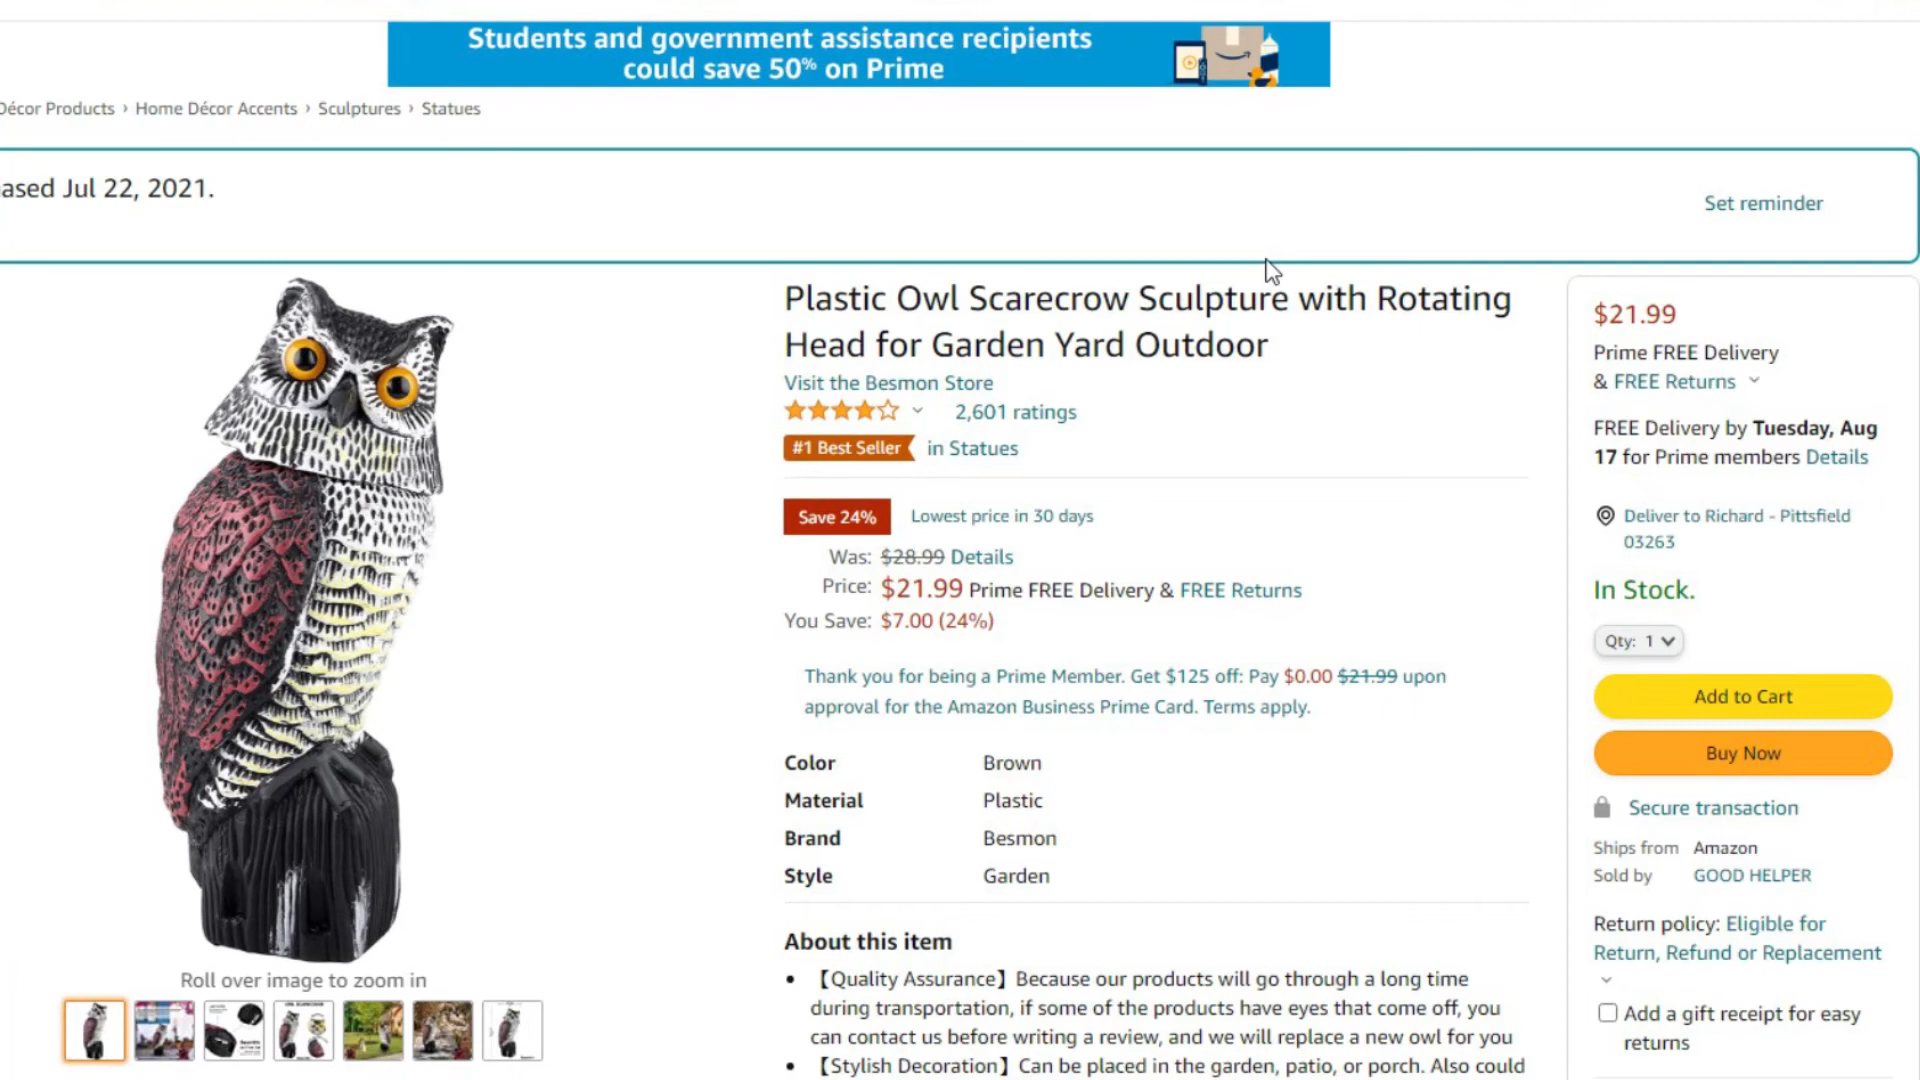 Students and government assistance recipients
could save 50% on Prime
Décor Products › Home Décor Accents › Sculptures › Statues
ased Jul 22, 2021.
Set reminder
Plastic Owl Scarecrow Sculpture with Rotating
Head for Garden Yard Outdoor
Visit the Besmon Store
2,601 ratings
#1 Best Seller in Statues
Save 24% Lowest price in 30 days
Was: $28.99 Details
Price: $21.99 Prime FREE Delivery & FREE Returns
You Save: $7.00 (24%)
Thank you for being a Prime Member. Get $125 off: Pay $0.00 $21.99 upon
approval for the Amazon Business Prime Card. Terms apply.
Color Brown
Material Plastic
Brand Besmon
Style Garden
About this item
• 【Quality Assurance】Because our products will go through a long time
during transportation, if some of the products have eyes that come off, you
can contact us before writing a review, and we will replace a new owl for you
• 【Stylish Decoration】Can be placed in the garden, patio, or porch. Also could
Roll over image to zoom in
$21.99
Prime FREE Delivery
& FREE Returns
FREE Delivery by Tuesday, Aug
17 for Prime members Details
Deliver to Richard - Pittsfield
03263
In Stock.
Qty: 1
Add to Cart
Buy Now
Secure transaction
Ships from Amazon
Sold by GOOD HELPER
Return policy: Eligible for
Return, Refund or Replacement
Add a gift receipt for easy
returns